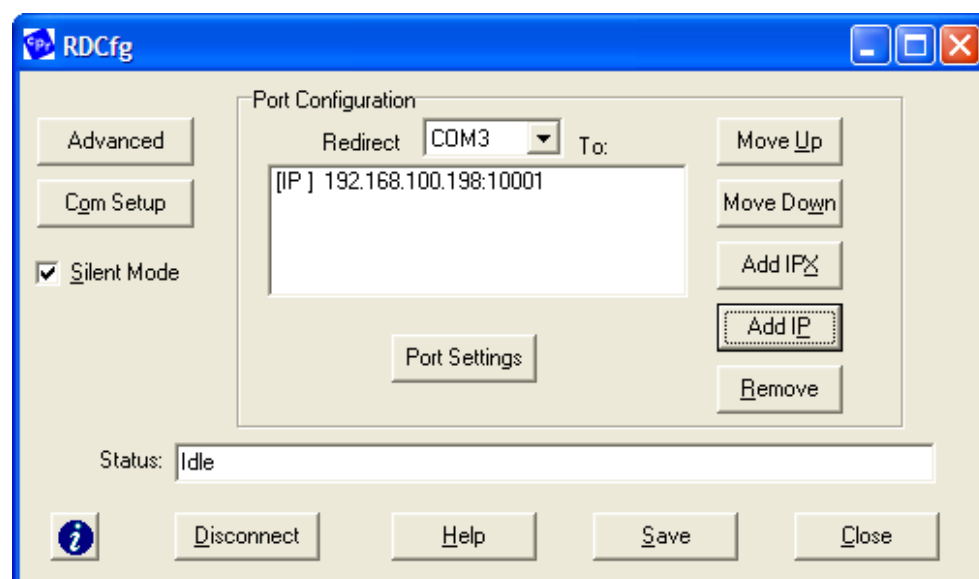 CPR RDCfg
Port Configuration
Advanced
Redirect COM3 To:
Move Up
[IP ] 192.168.100.198:10001
Com Setup
Move Down
Silent Mode
Add IPX
Add IP
Port Settings
Remove
Status: Idle
i Disconnect Help Save Close